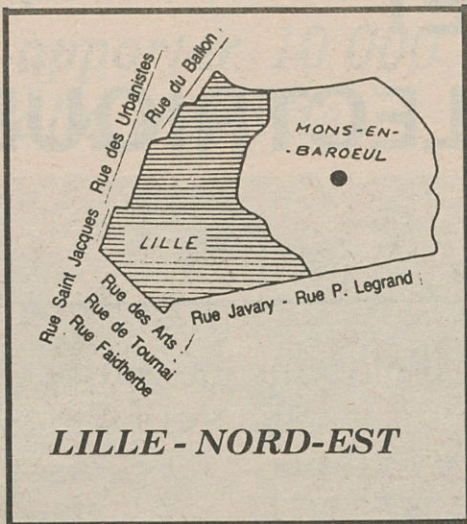 Rue Saint Jacques
Rue des Urbanistes
Rue du Ballon
MONS-EN-
-BAROEUL
LILLE
Rue des Arts
Rue de Tournai
Rue Faidherbe
Rue Javary - Rue P. Legrand
LILLE - NORD-EST